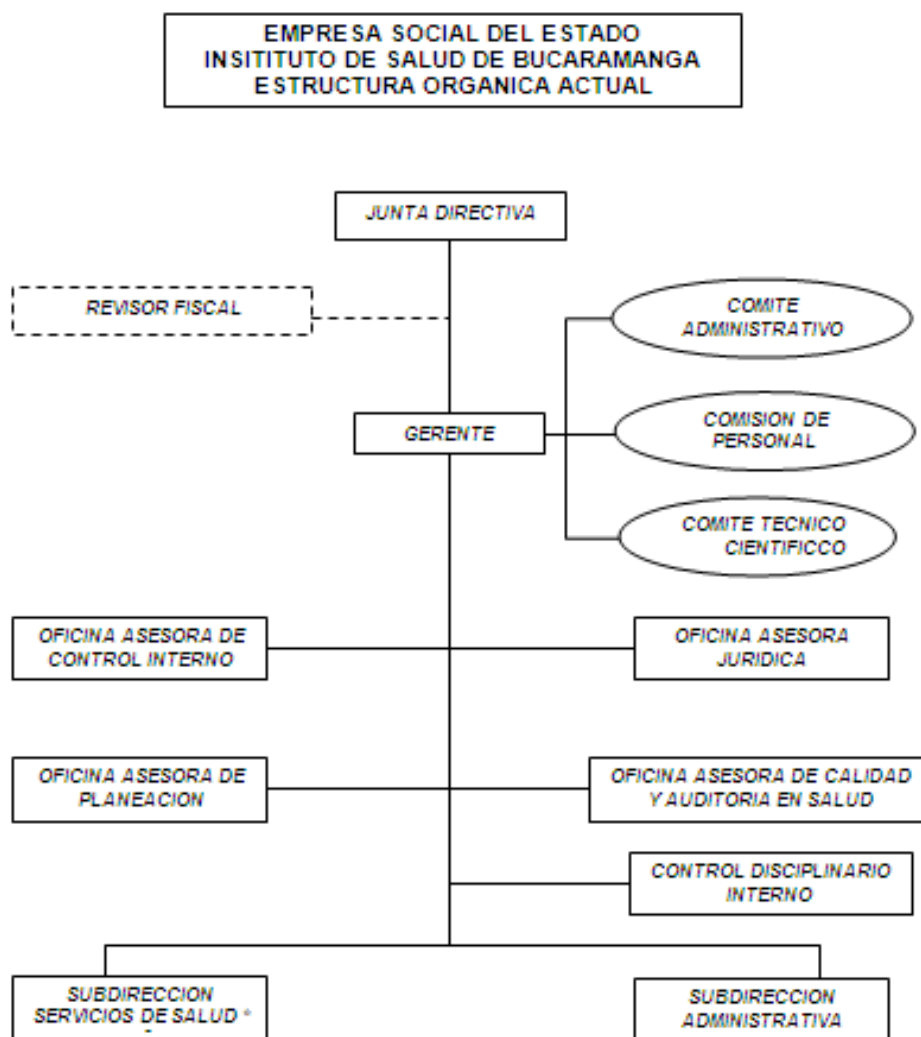 EMPRESA SOCIAL DEL ESTADO
INSITITUTO DE SALUD DE BUCARAMANGA
ESTRUCTURA ORGANICA ACTUAL
JUNTA DIRECTIVA
REVISOR FISCAL
COMITE
ADMINISTRATIVO
GERENTE
COMISION DE
PERSONAL
COMITE TECNICO
CIENTIFICCO
OFICINA ASESORA DE
CONTROL INTERNO
OFICINA ASESORA
JURIDICA
OFICINA ASESORA DE
PLANEACION
OFICINA ASESORA DE CALIDAD
Y AUDITORIA EN SALUD
CONTROL DISCIPLINARIO
INTERNO
SUBDIRECCION
SERVICIOS DE SALUD °
SUBDIRECCION
ADMINISTRATIVA